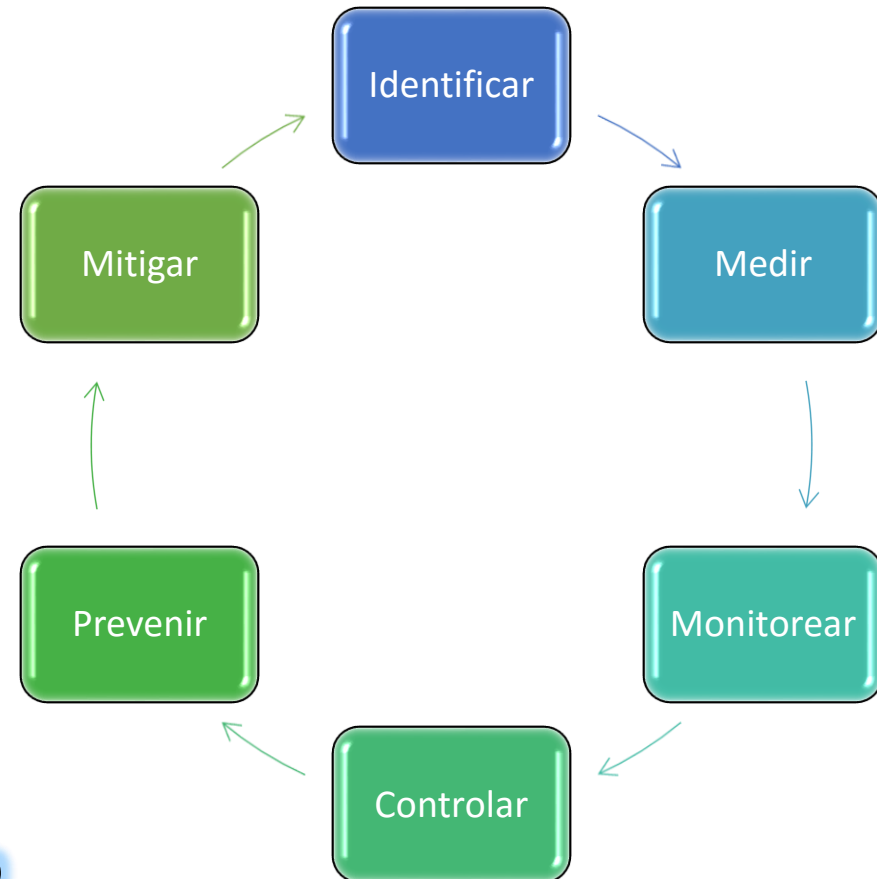 Identificar
Medir
Monitorear
Controlar
Prevenir
Mitigar